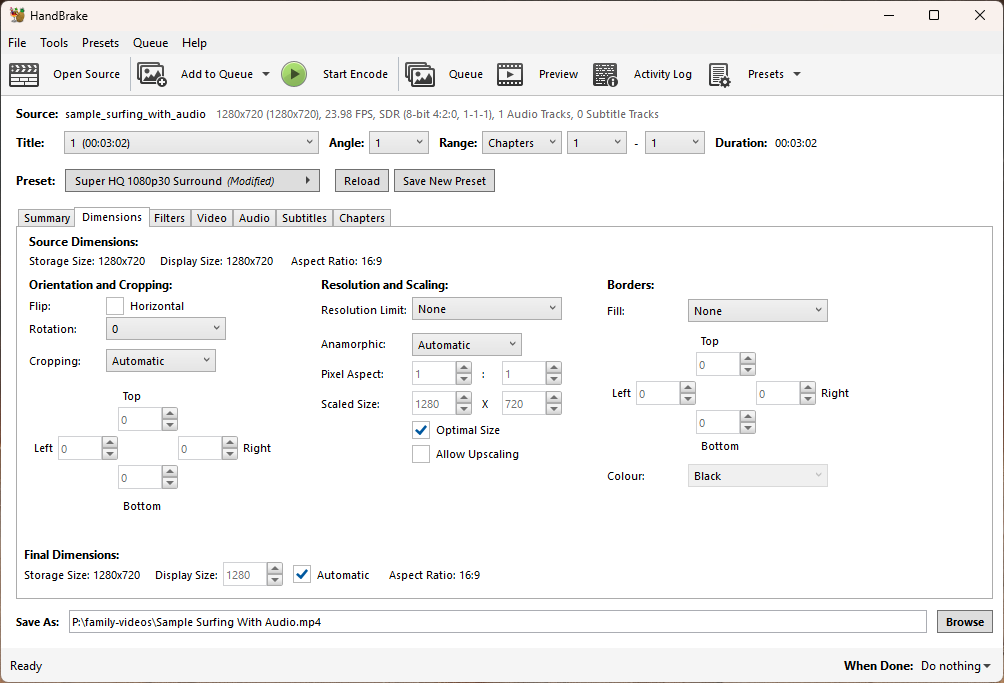 HandBrake
File Tools Presets Queue Help
Open Source Add to Queue Start Encode Queue Preview Activity Log Presets
Source: sample_surfing_with_audio 1280x720 (1280x720), 23.98 FPS, SDR (8-bit 4:2:0, 1-1-1), 1 Audio Tracks, 0 Subtitle Tracks
Title: 1 (00:03:02) Angle: 1 Range: Chapters 1 - 1 Duration: 00:03:02
Preset: Super HQ 1080p30 Surround (Modified) Reload Save New Preset
Summary Dimensions Filters Video Audio Subtitles Chapters
Source Dimensions:
Storage Size: 1280x720 Display Size: 1280x720 Aspect Ratio: 16:9
Orientation and Cropping:
Flip: Horizontal
Rotation: 0
Cropping: Automatic
Top
0
Left 0 0 Right
0
Bottom
Resolution and Scaling:
Resolution Limit: None
Anamorphic: Automatic
Pixel Aspect: 1 : 1
Scaled Size: 1280 X 720
Optimal Size
Allow Upscaling
Borders:
Fill: None
Top
0
Left 0 0 Right
0
Bottom
Colour: Black
Final Dimensions:
Storage Size: 1280x720 Display Size: 1280 Automatic Aspect Ratio: 16:9
Save As: P:\family-videos\Sample Surfing With Audio.mp4 Browse
Ready When Done: Do nothing